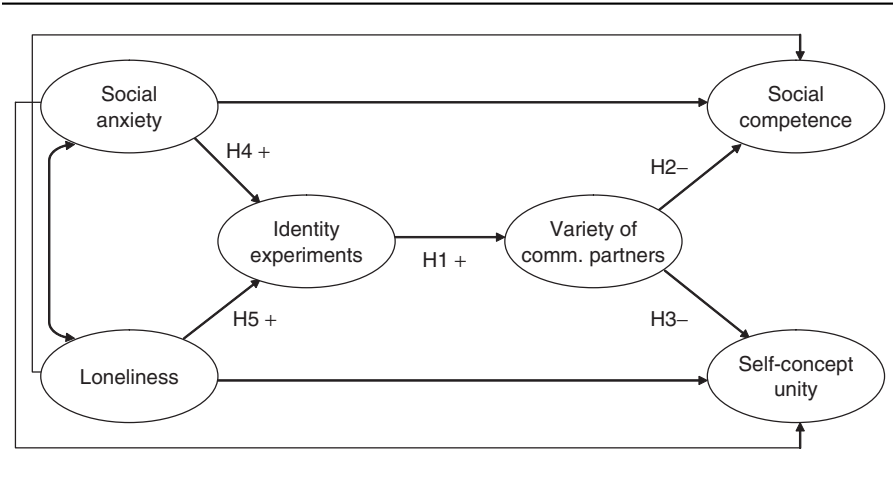 Social
anxiety
Social
competence
H4 +
H2–
Identity
experiments
Variety of
comm. partners
H1 +
H5 +
H3–
Loneliness
Self-concept
unity